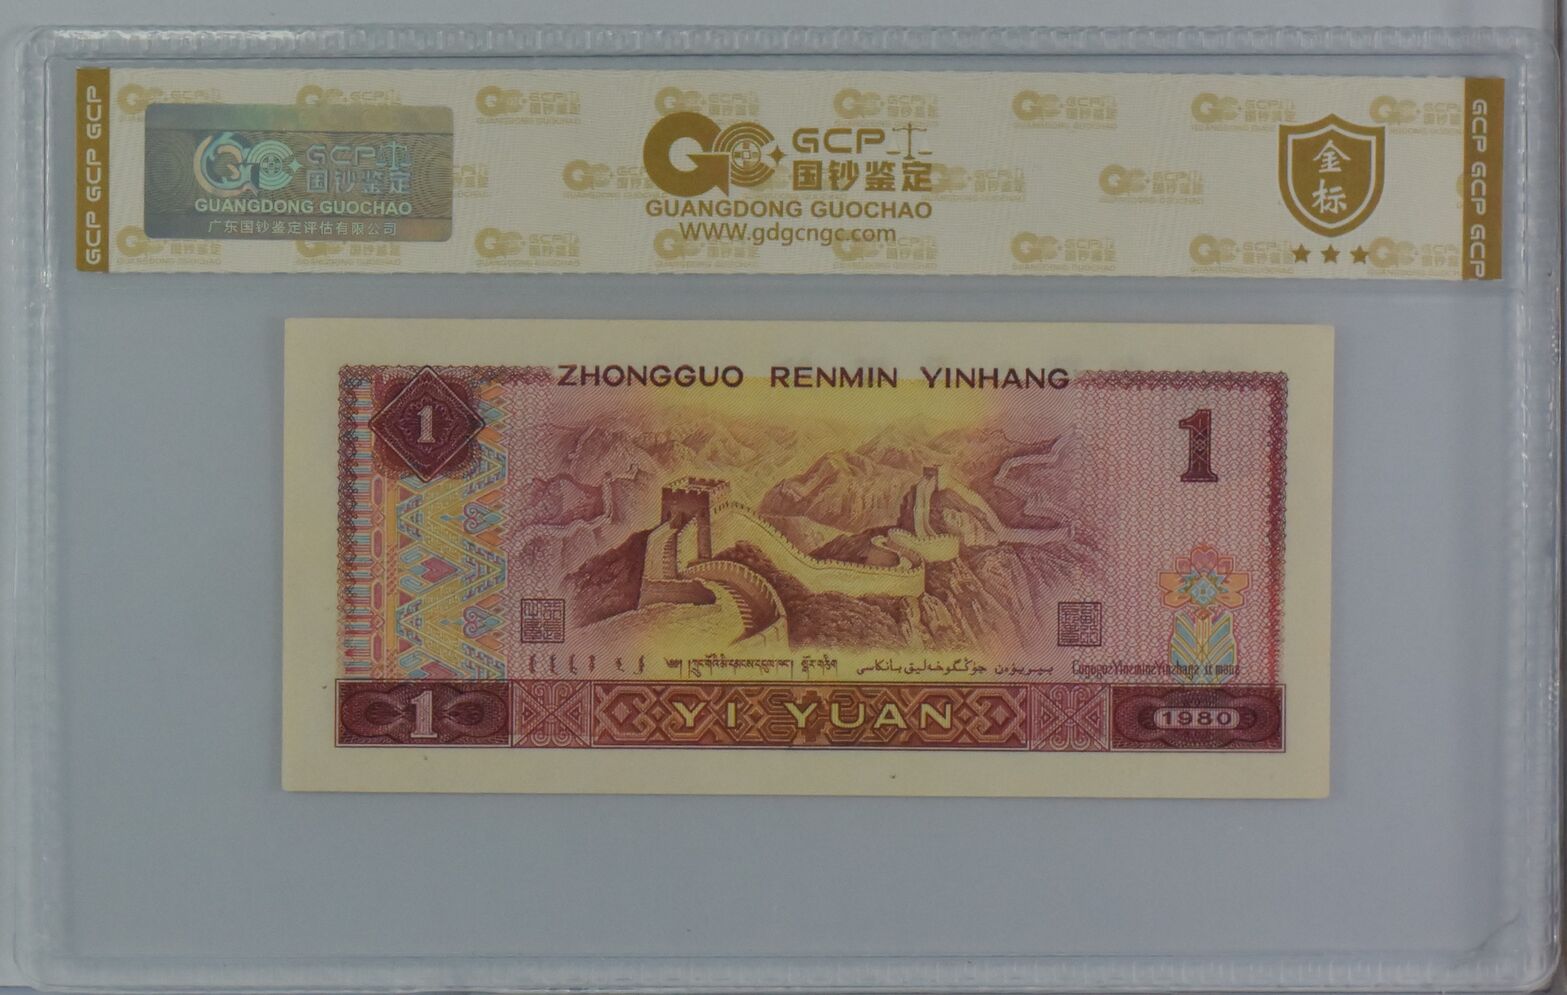 GCP GCP GCP
GCP
国钞鉴定
GUANGDONG GUOCHAO
广东国钞鉴定评估有限公司
GCP
国钞鉴定
GUANGDONG GUOCHAO
WWW.gdgcngc.com
金标
GCP GCP GCP
ZHONGGUO RENMIN YINHANG
1
1
1
YI YUAN
1980